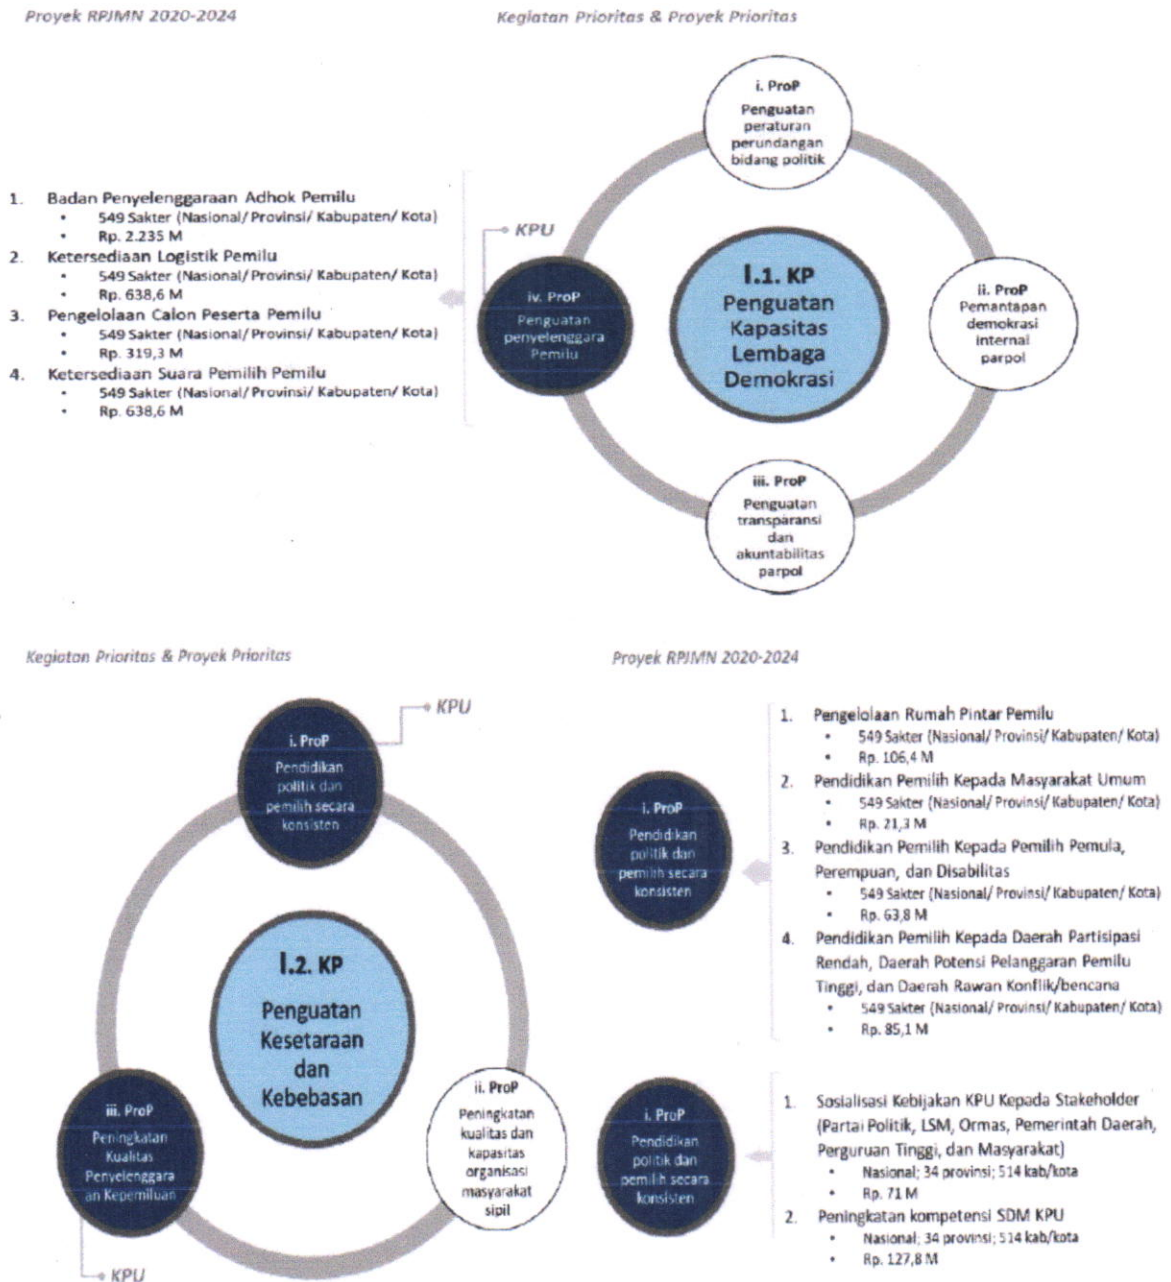 Proyek RPJMN 2020-2024
Kegiatan Prioritas & Proyek Prioritas
1. Badan Penyelenggaraan Adhok Pemilu
• 549 Sakter (Nasional/ Provinsi/ Kabupaten/ Kota)
• Rp. 2.235 M
2. Ketersediaan Logistik Pemilu
• 549 Sakter (Nasional/ Provinsi/ Kabupaten/ Kota)
• Rp. 638,6 M
3. Pengelolaan Calon Peserta Pemilu
• 549 Sakter (Nasional/ Provinsi/ Kabupaten/ Kota)
• Rp. 319,3 M
4. Ketersediaan Suara Pemilih Pemilu
• 549 Sakter (Nasional/ Provinsi/ Kabupaten/ Kota)
• Rp. 638,6 M
KPU
i. ProP
Penguatan
peraturan
perundangan
bidang politik
iv. ProP
Penguatan
penyelenggara
Pemilu
I.1. KP
Penguatan
Kapasitas
Lembaga
Demokrasi
ii. ProP
Pemantapan
demokrasi
internal
parpol
iii. ProP
Penguatan
transparansi
dan
akuntabilitas
parpol
Kegiatan Prioritas & Proyek Prioritas
KPU
i. ProP
Pendidikan
politik dan
pemilih secara
konsisten
I.2. KP
Penguatan
Kesetaraan
dan
Kebebasan
iii. ProP
Peningkatan
Kualitas
Penyelenggara
an Kepemiluan
KPU
ii. ProP
Peningkatan
kualitas dan
kapasitas
organisasi
masyarakat
sipil
Proyek RPJMN 2020-2024
i. ProP
Pendidikan
politik dan
pemilih secara
konsisten
1. Pengelolaan Rumah Pintar Pemilu
• 549 Sakter (Nasional/ Provinsi/ Kabupaten/ Kota)
• Rp. 106,4 M
2. Pendidikan Pemilih Kepada Masyarakat Umum
• 549 Sakter (Nasional/ Provinsi/ Kabupaten/ Kota)
• Rp. 21,3 M
3. Pendidikan Pemilih Kepada Pemilih Pemula,
Perempuan, dan Disabilitas
• 549 Sakter (Nasional/ Provinsi/ Kabupaten/ Kota)
• Rp. 63,8 M
4. Pendidikan Pemilih Kepada Daerah Partisipasi
Rendah, Daerah Potensi Pelanggaran Pemilu
Tinggi, dan Daerah Rawan Konflik/bencana
• 549 Sakter (Nasional/ Provinsi/ Kabupaten/ Kota)
• Rp. 85,1 M
i. ProP
Pendidikan
politik dan
pemilih secara
konsisten
1. Sosialisasi Kebijakan KPU Kepada Stakeholder
(Partai Politik, LSM, Ormas, Pemerintah Daerah,
Perguruan Tinggi, dan Masyarakat)
• Nasional; 34 provinsi; 514 kab/kota
• Rp. 71 M
2. Peningkatan kompetensi SDM KPU
• Nasional; 34 provinsi; 514 kab/kota
• Rp. 127,8 M